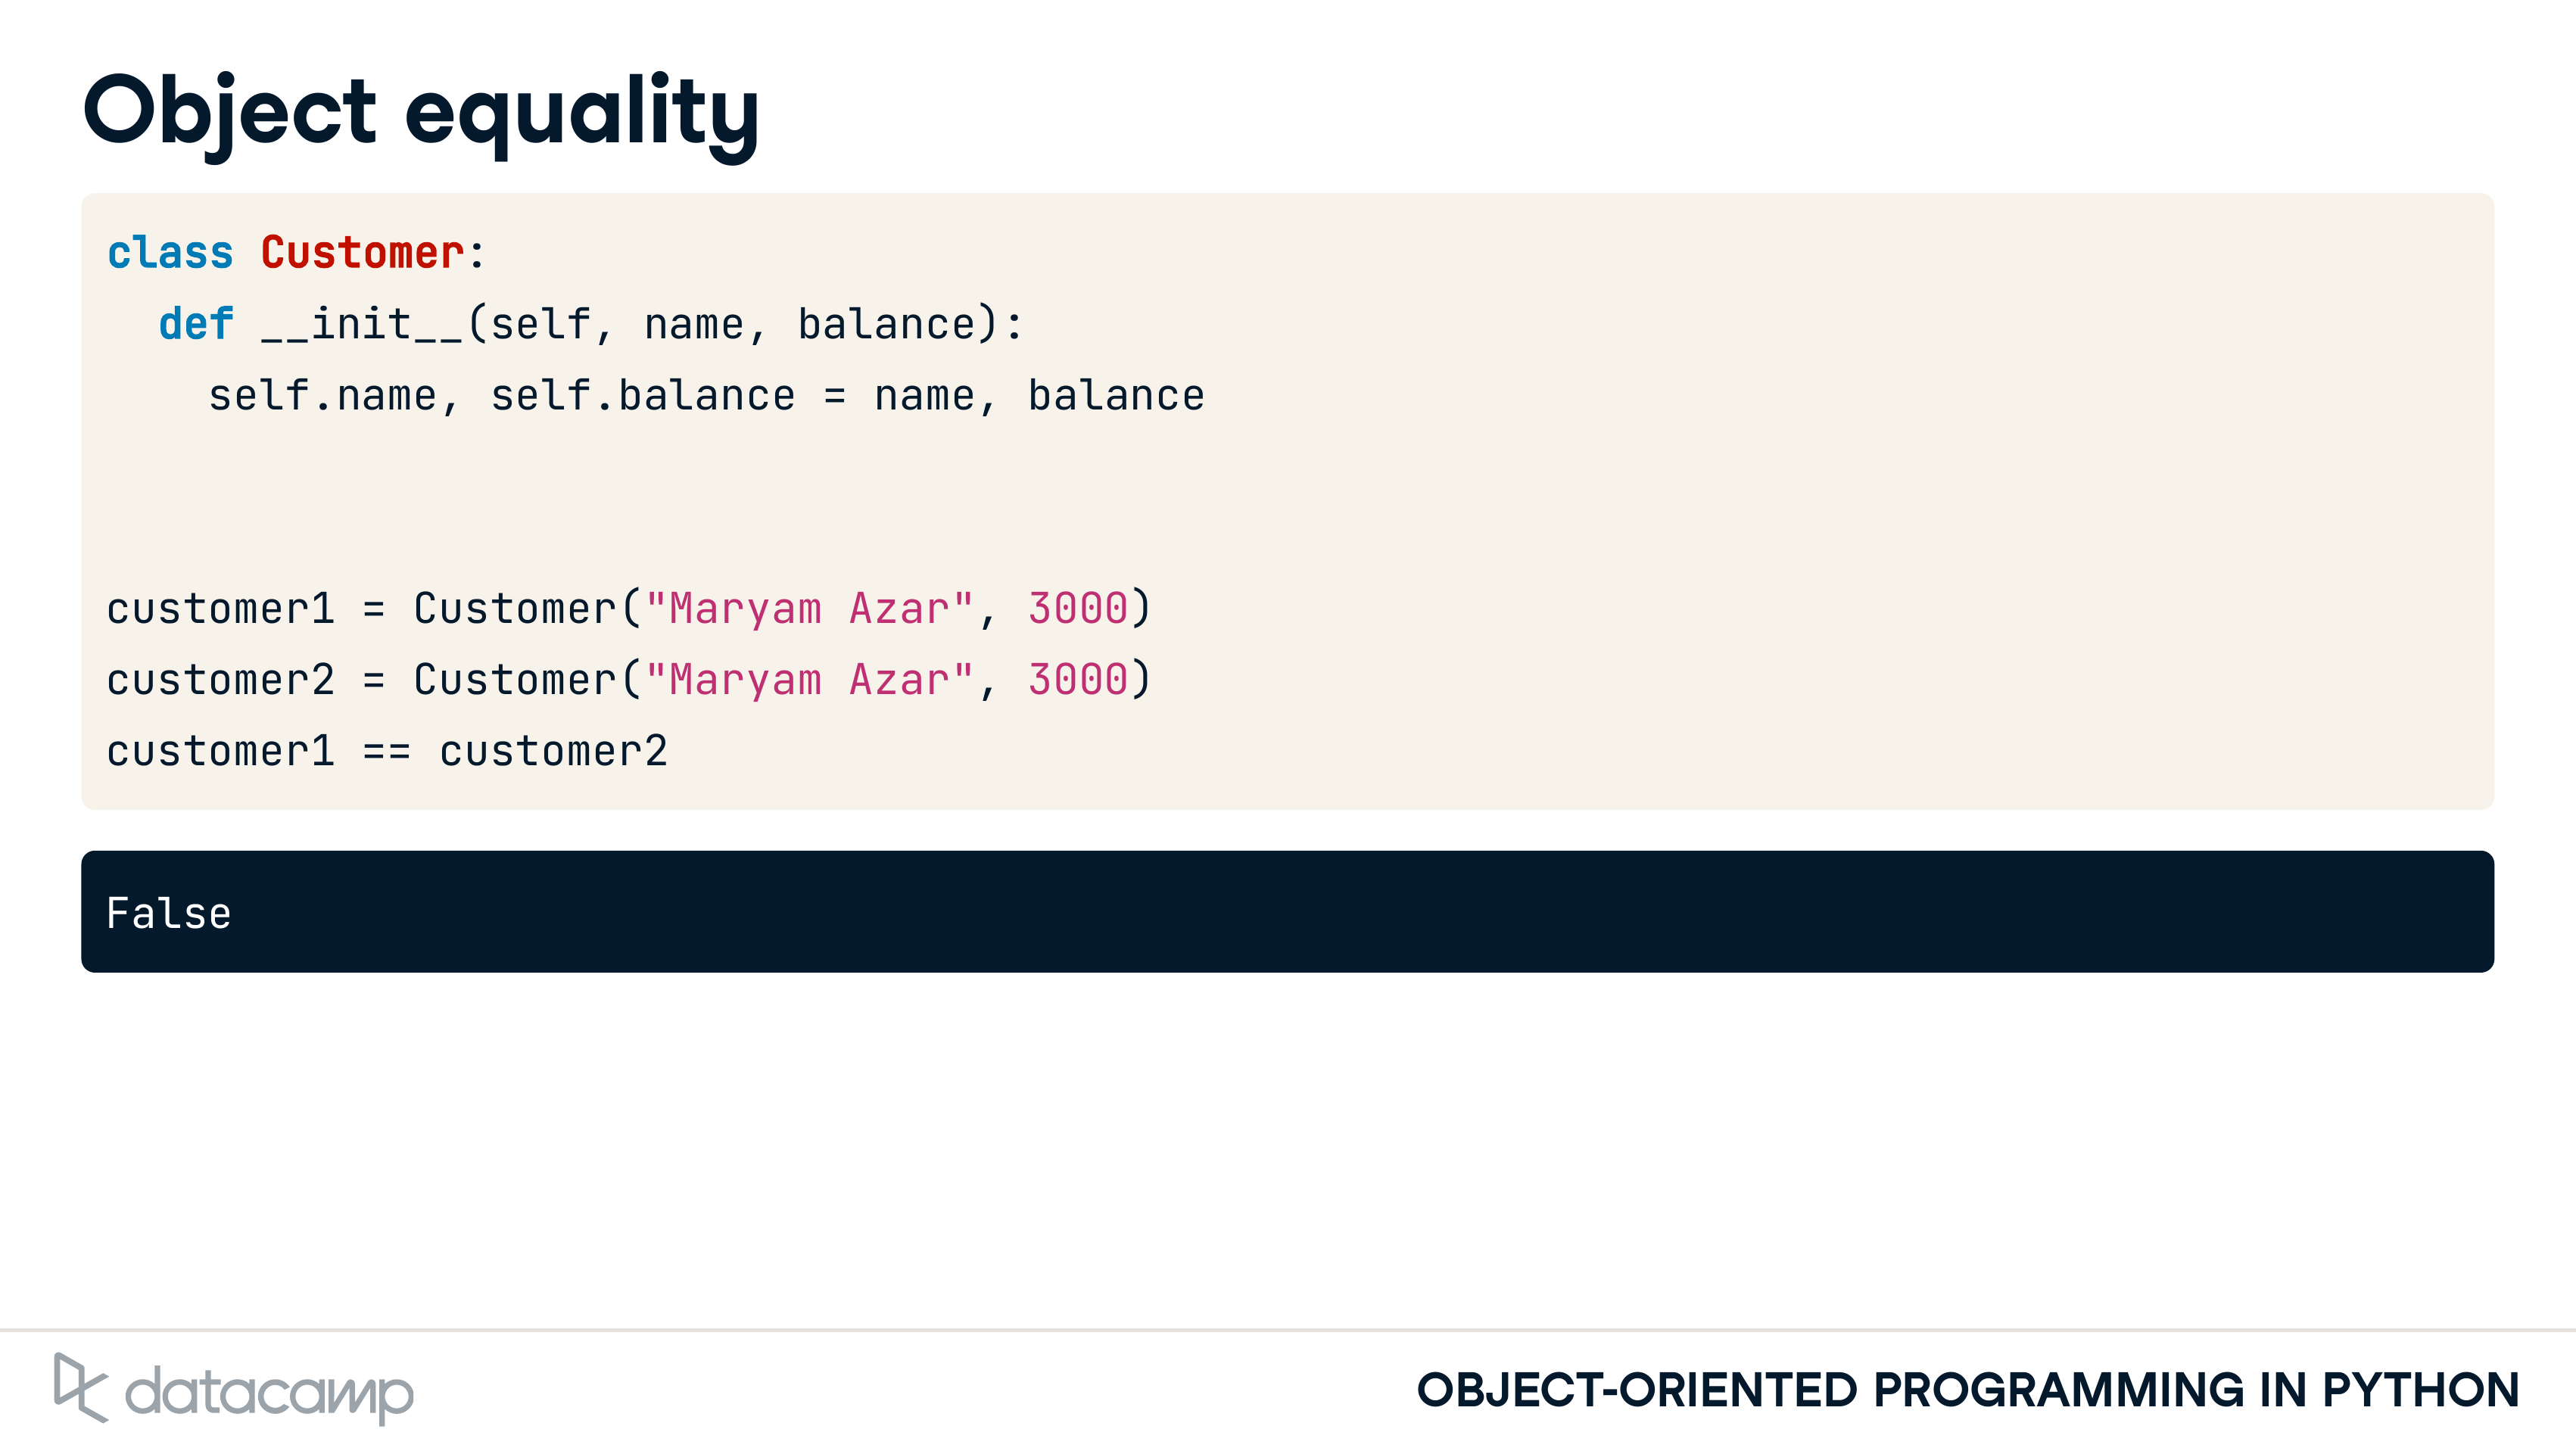 Object equality
class Customer:
  def __init__(self, name, balance):
    self.name, self.balance = name, balance
customer1 = Customer("Maryam Azar", 3000)
customer2 = Customer("Maryam Azar", 3000)
customer1 == customer2
False
datacamp
OBJECT-ORIENTED PROGRAMMING IN PYTHON